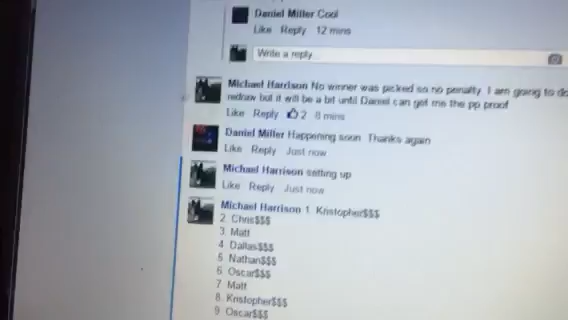 Daniel Miller Cool
Like Reply 12 mins
Write a reply...
Michael Harrison No winner was picked so no penalty. I am going to do
redraw but it will be a bit until Daniel can get me the pp proof
Like Reply 2 8 mins
Daniel Miller Happening soon. Thanks again
Like Reply Just now
Michael Harrison setting up
Like Reply Just now
Michael Harrison 1. Kristopher$$$
2. Chris$$$
3. Matt
4. Dallas$$$
5. Nathan$$$
6. Oscar$$$
7. Matt
8. Kristopher$$$
9. Oscar$$$